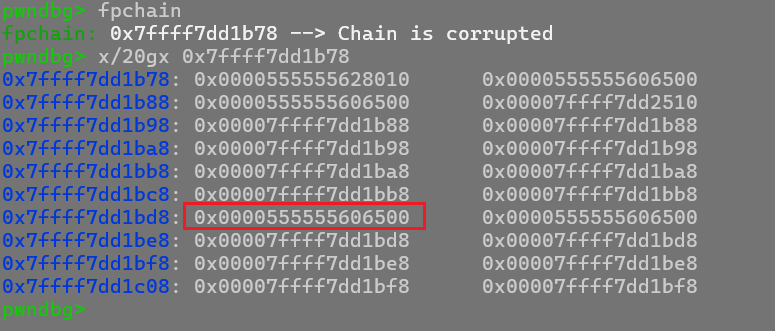 pwndbg> fpchain
fpchain: 0x7ffff7dd1b78 --> Chain is corrupted
pwndbg> x/20gx 0x7ffff7dd1b78
0x7ffff7dd1b78: 0x0000555555628010 0x0000555555606500
0x7ffff7dd1b88: 0x0000555555606500 0x00007ffff7dd2510
0x7ffff7dd1b98: 0x00007ffff7dd1b88 0x00007ffff7dd1b88
0x7ffff7dd1ba8: 0x00007ffff7dd1b98 0x00007ffff7dd1b98
0x7ffff7dd1bb8: 0x00007ffff7dd1ba8 0x00007ffff7dd1ba8
0x7ffff7dd1bc8: 0x00007ffff7dd1bb8 0x00007ffff7dd1bb8
0x7ffff7dd1bd8: 0x0000555555606500 0x0000555555606500
0x7ffff7dd1be8: 0x00007ffff7dd1bd8 0x00007ffff7dd1bd8
0x7ffff7dd1bf8: 0x00007ffff7dd1be8 0x00007ffff7dd1be8
0x7ffff7dd1c08: 0x00007ffff7dd1bf8 0x00007ffff7dd1bf8
pwndbg>